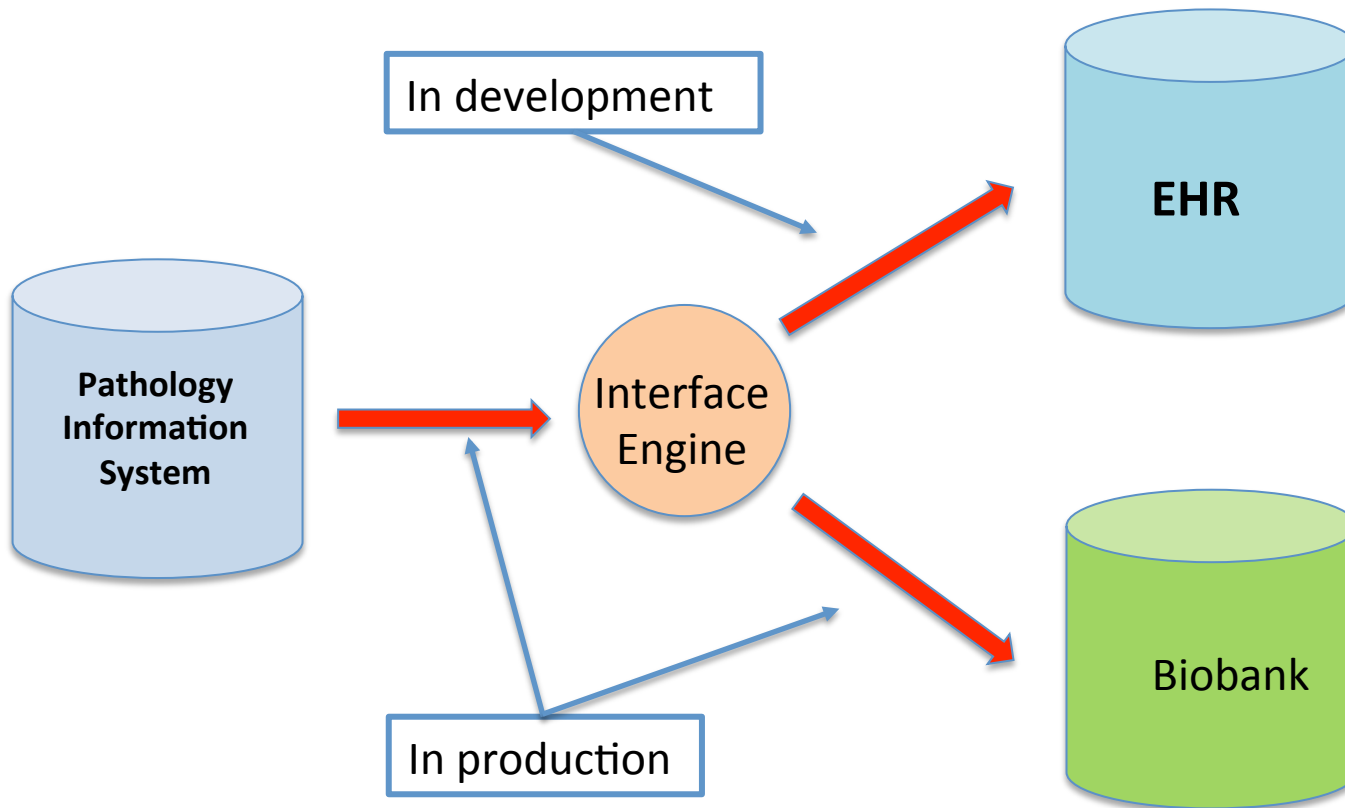 In development
EHR
Pathology
Information
System
Interface
Engine
Biobank
In production